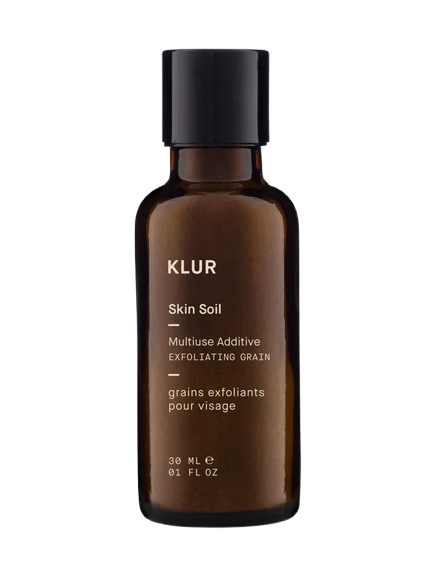 KLUR
Skin Soil
Multiuse Additive
EXFOLIATING GRAIN
grains exfoliants
pour visage
30 ML ℮
01 FL OZ